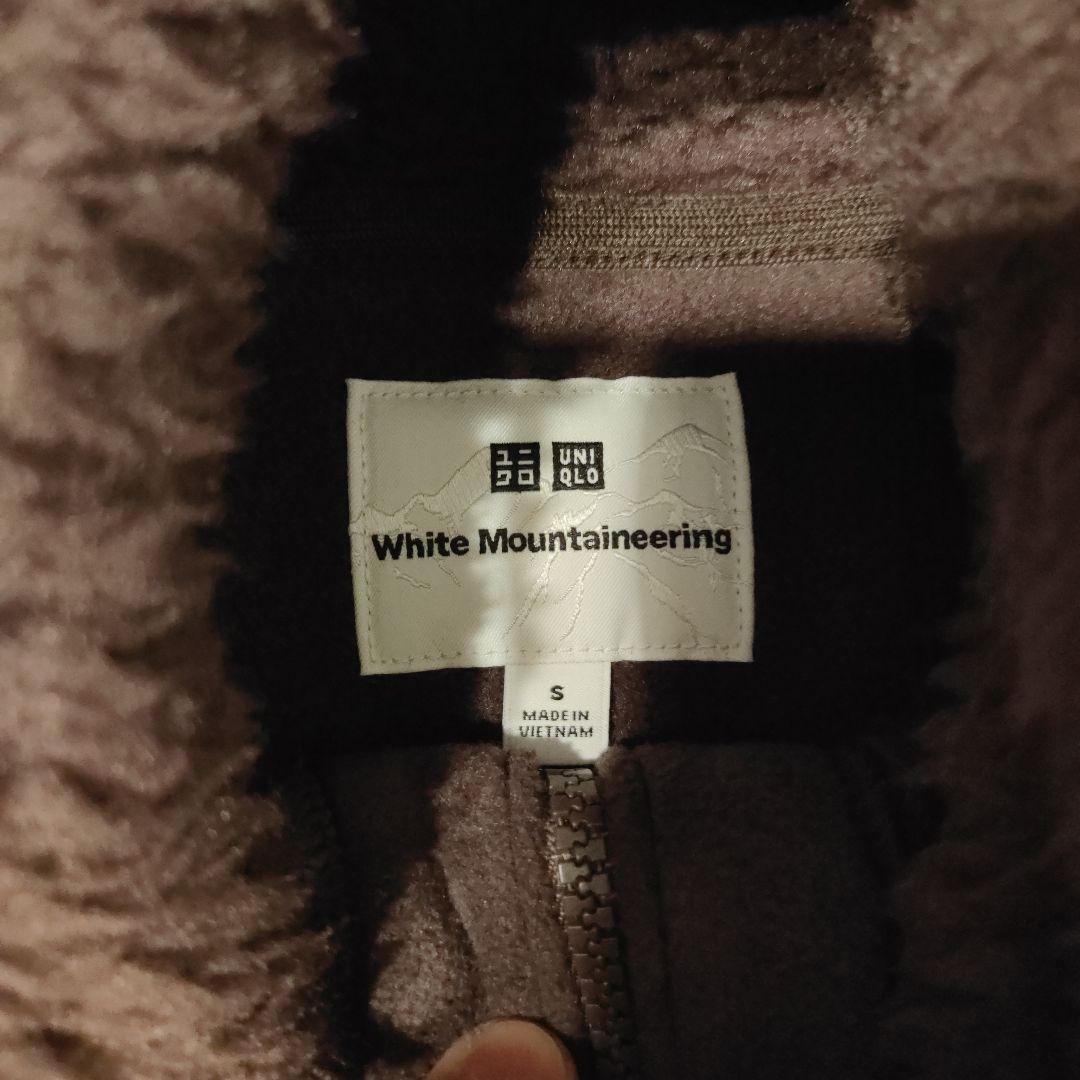 ユニ UNI
クロ QLO
White Mountaineering
S
MADE IN
VIETNAM